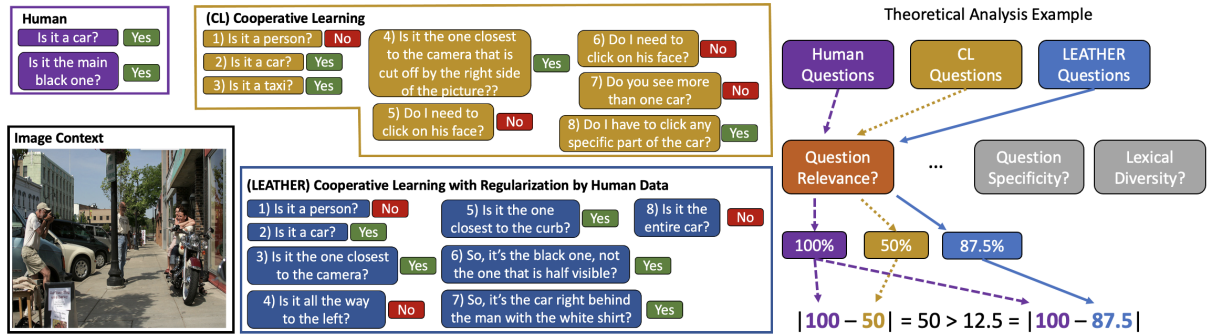 Human
Is it a car? Yes
Is it the main
black one? Yes
(CL) Cooperative Learning
1) Is it a person? No
2) Is it a car? Yes
3) Is it a taxi? Yes
4) Is it the one closest
to the camera that is
cut off by the right side
of the picture?? Yes
5) Do I need to
click on his face? No
6) Do I need to
click on his face? No
7) Do you see more
than one car? No
8) Do I have to click any
specific part of the car? Yes
Image Context
(LEATHER) Cooperative Learning with Regularization by Human Data
1) Is it a person? No
2) Is it a car? Yes
3) Is it the one closest
to the camera? Yes
4) Is it all the way
to the left? No
5) Is it the one
closest to the curb? Yes
6) So, it's the black one, not
the one that is half visible? Yes
7) So, it's the car right behind
the man with the white shirt? Yes
8) Is it the
entire car? No
Theoretical Analysis Example
Human
Questions
CL
Questions
LEATHER
Questions
Question
Relevance?
...
Question
Specificity?
Lexical
Diversity?
100% 50% 87.5%
|100 – 50| = 50 > 12.5 = |100 – 87.5|